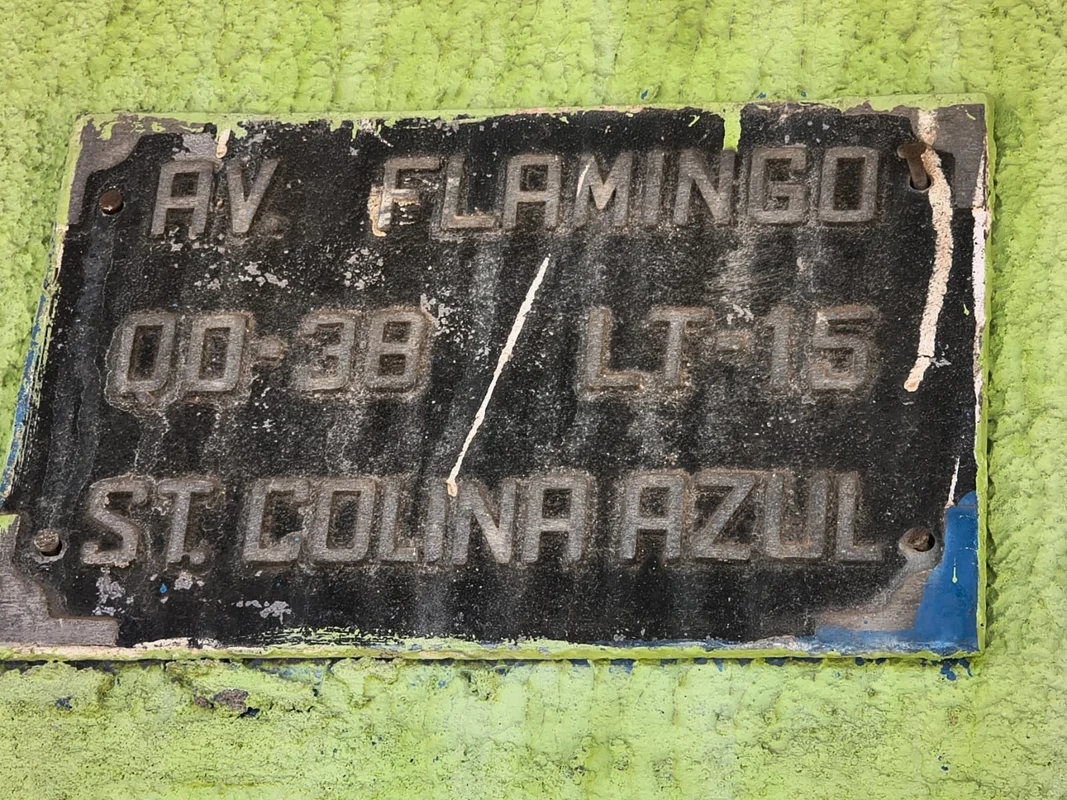 AV. FLAMINGO
QD-38 / LT-15
ST. COLINA AZUL